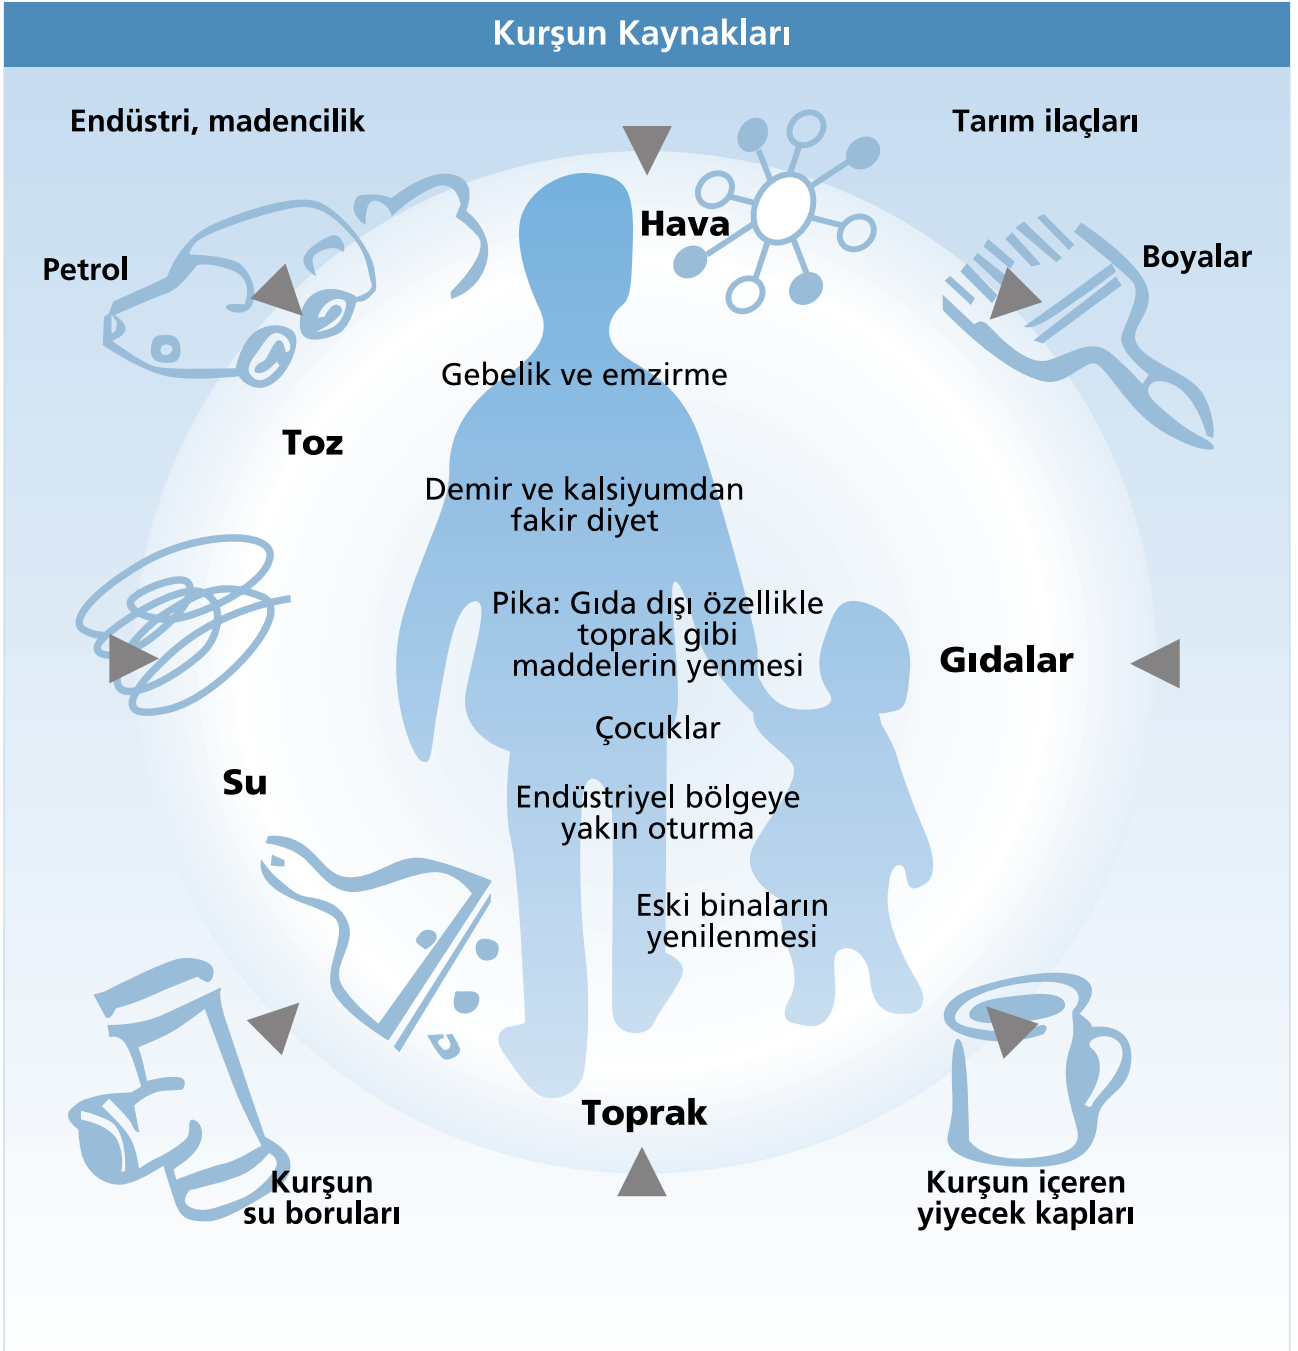 Kurşun Kaynakları
Endüstri, madencilik
Tarım ilaçları
Hava
Petrol
Boyalar
Gebelik ve emzirme
Toz
Demir ve kalsiyumdan
fakir diyet
Pika: Gıda dışı özellikle
toprak gibi
maddelerin yenmesi
Gıdalar
Çocuklar
Su
Endüstriyel bölgeye
yakın oturma
Eski binaların
yenilenmesi
Toprak
Kurşun
su boruları
Kurşun içeren
yiyecek kapları